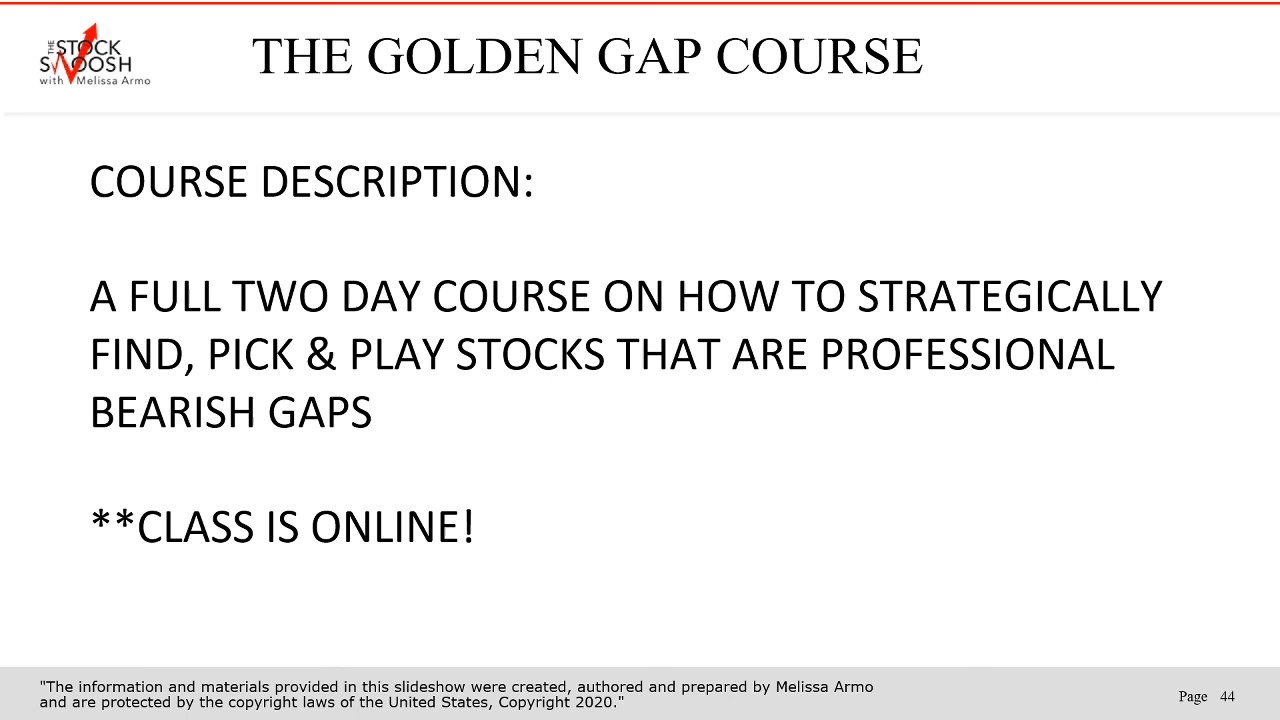 THE STOCK
SWOOSH
with Melissa Armo
THE GOLDEN GAP COURSE
COURSE DESCRIPTION:
A FULL TWO DAY COURSE ON HOW TO STRATEGICALLY
FIND, PICK & PLAY STOCKS THAT ARE PROFESSIONAL
BEARISH GAPS
**CLASS IS ONLINE!
"The information and materials provided in this slideshow were created, authored and prepared by Melissa Armo
and are protected by the copyright laws of the United States, Copyright 2020."
Page 44